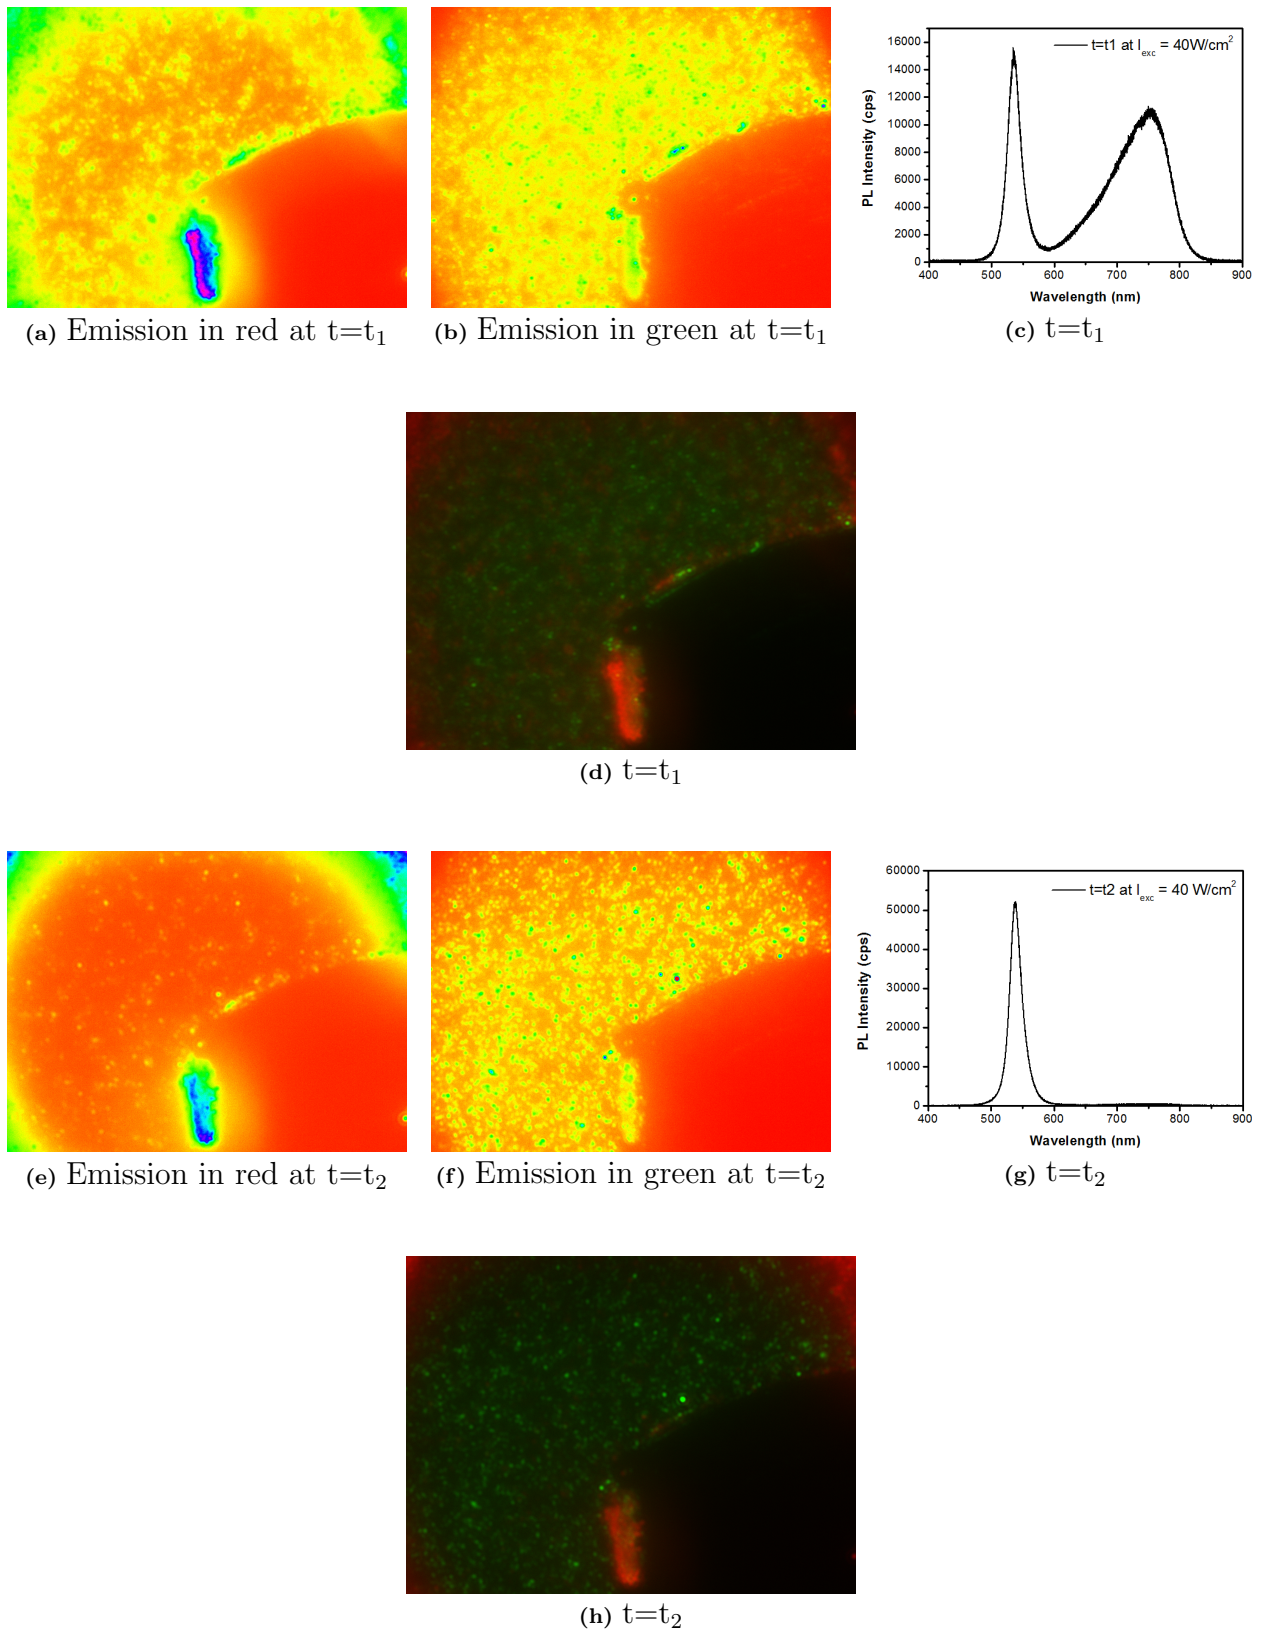 16000
14000
12000
10000
8000
6000
4000
2000
0
PL Intensity (cps)
t=t1 at I_exc = 40W/cm²
400 500 600 700 800 900
Wavelength (nm)
(a) Emission in red at t=t₁
(b) Emission in green at t=t₁
(c) t=t₁
(d) t=t₁
60000
50000
40000
30000
20000
10000
0
PL Intensity (cps)
t=t2 at I_exc = 40 W/cm²
400 500 600 700 800 900
Wavelength (nm)
(e) Emission in red at t=t₂
(f) Emission in green at t=t₂
(g) t=t₂
(h) t=t₂